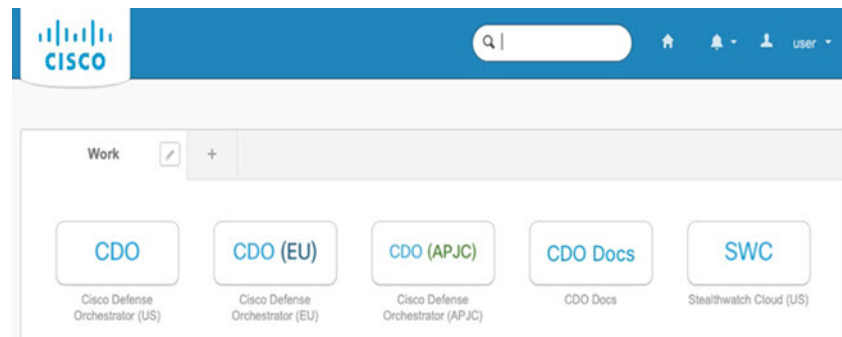 CISCO
user
Work
+
CDO
CDO (EU)
CDO (APJC)
CDO Docs
SWC
Cisco Defense
Orchestrator (US)
Cisco Defense
Orchestrator (EU)
Cisco Defense
Orchestrator (APJC)
CDO Docs
Stealthwatch Cloud (US)